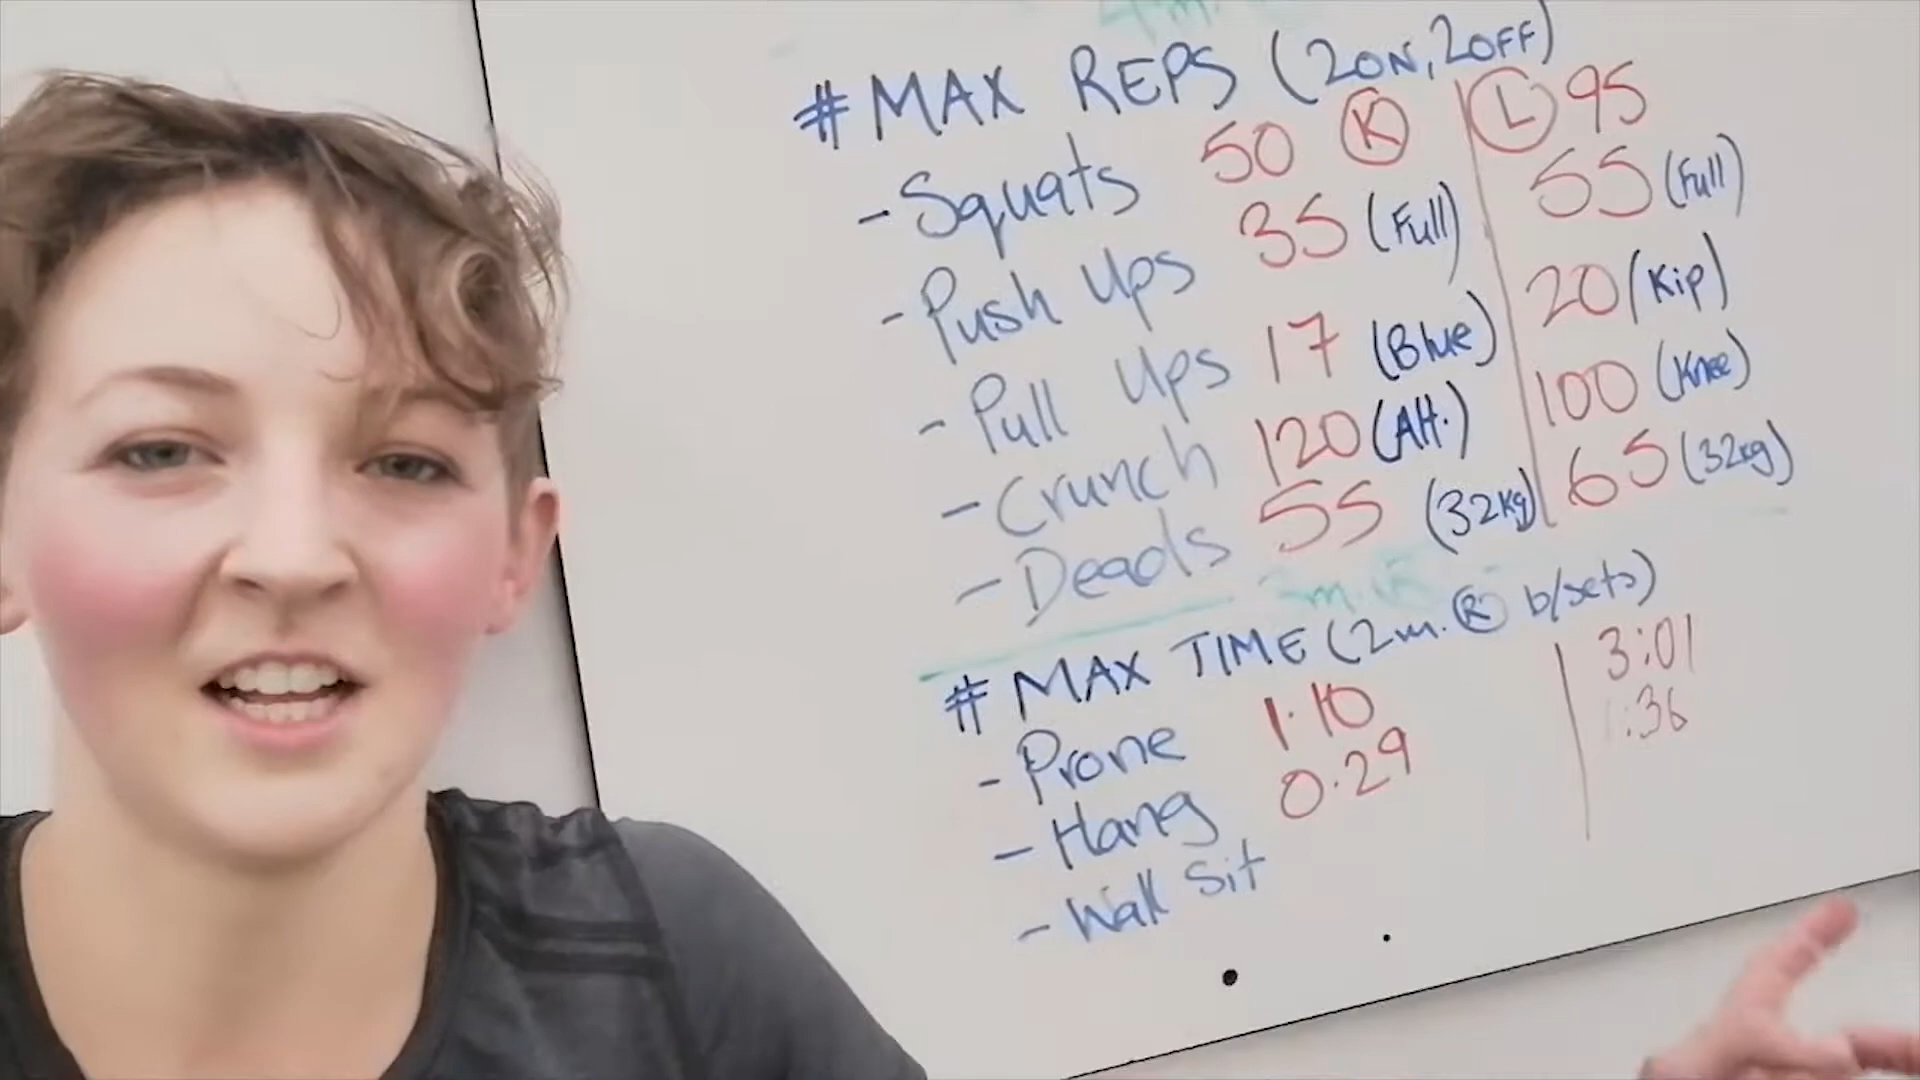 # MAX REPS (2ON, 2OFF)
- Squats 50 K L 95
- Push Ups 35 (Full) 55 (Full)
- Pull Ups 17 (Blue) 20 (Kip)
- Crunch 120 (Alt.) 100 (Knee)
- Deads 55 (32kg) 65 (32kg)
# MAX TIME (2m. R b/sets)
- Prone 1.10 3:01
- Hang 0.29 :36
- Wall Sit